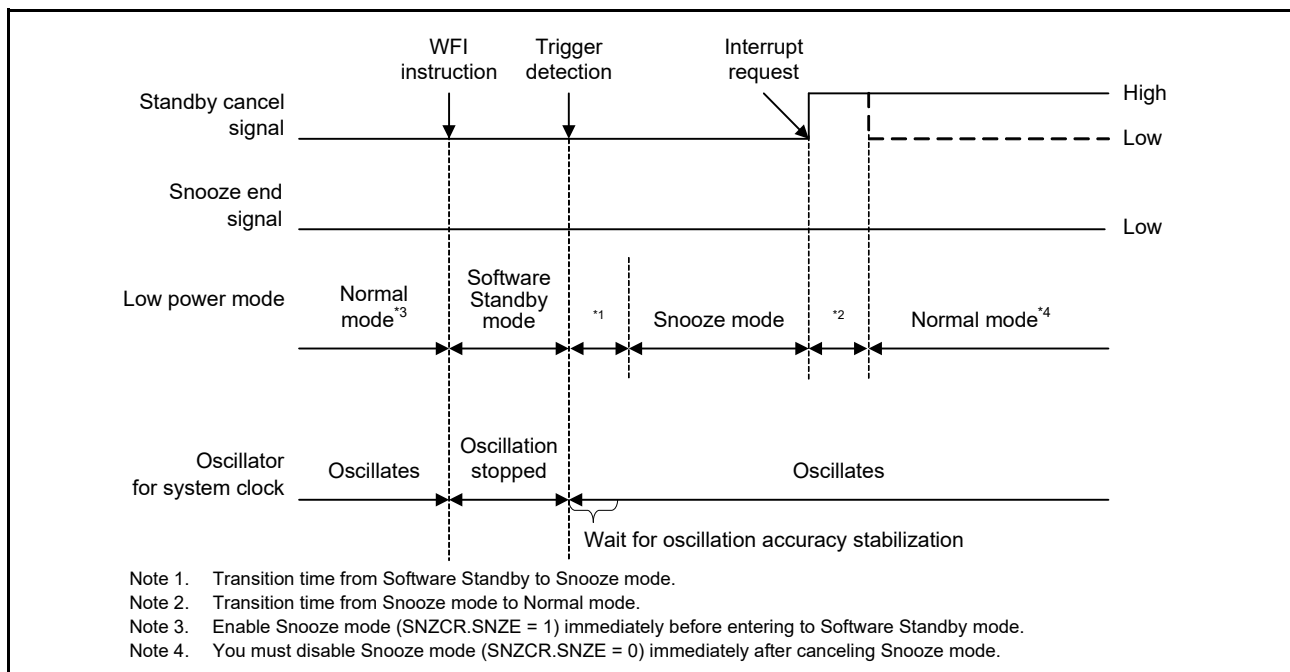 WFI
instruction
Trigger
detection
Interrupt
request
Standby cancel
signal
High
Low
Snooze end
signal
Low
Low power mode
Normal
mode*3
Software
Standby
mode
*1
Snooze mode
*2
Normal mode*4
Oscillator
for system clock
Oscillates
Oscillation
stopped
Oscillates
Wait for oscillation accuracy stabilization
Note 1. Transition time from Software Standby to Snooze mode.
Note 2. Transition time from Snooze mode to Normal mode.
Note 3. Enable Snooze mode (SNZCR.SNZE = 1) immediately before entering to Software Standby mode.
Note 4. You must disable Snooze mode (SNZCR.SNZE = 0) immediately after canceling Snooze mode.